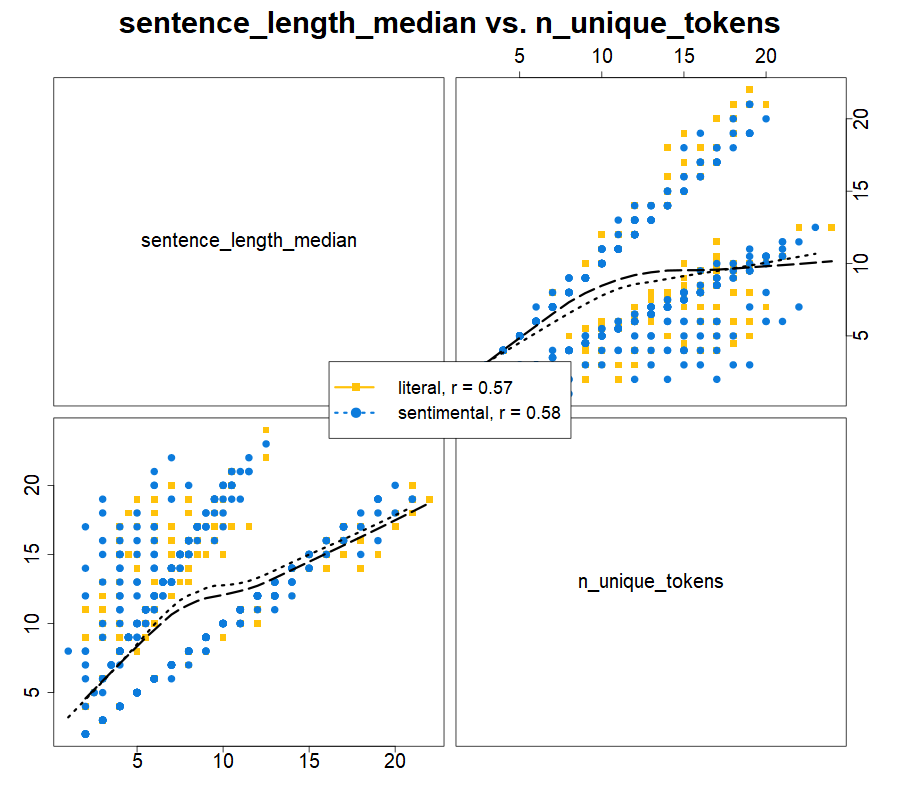 sentence_length_median vs. n_unique_tokens
5 10 15 20
sentence_length_median
20
15
10
5
literal, r = 0.57
sentimental, r = 0.58
20
15
10
5
n_unique_tokens
5 10 15 20